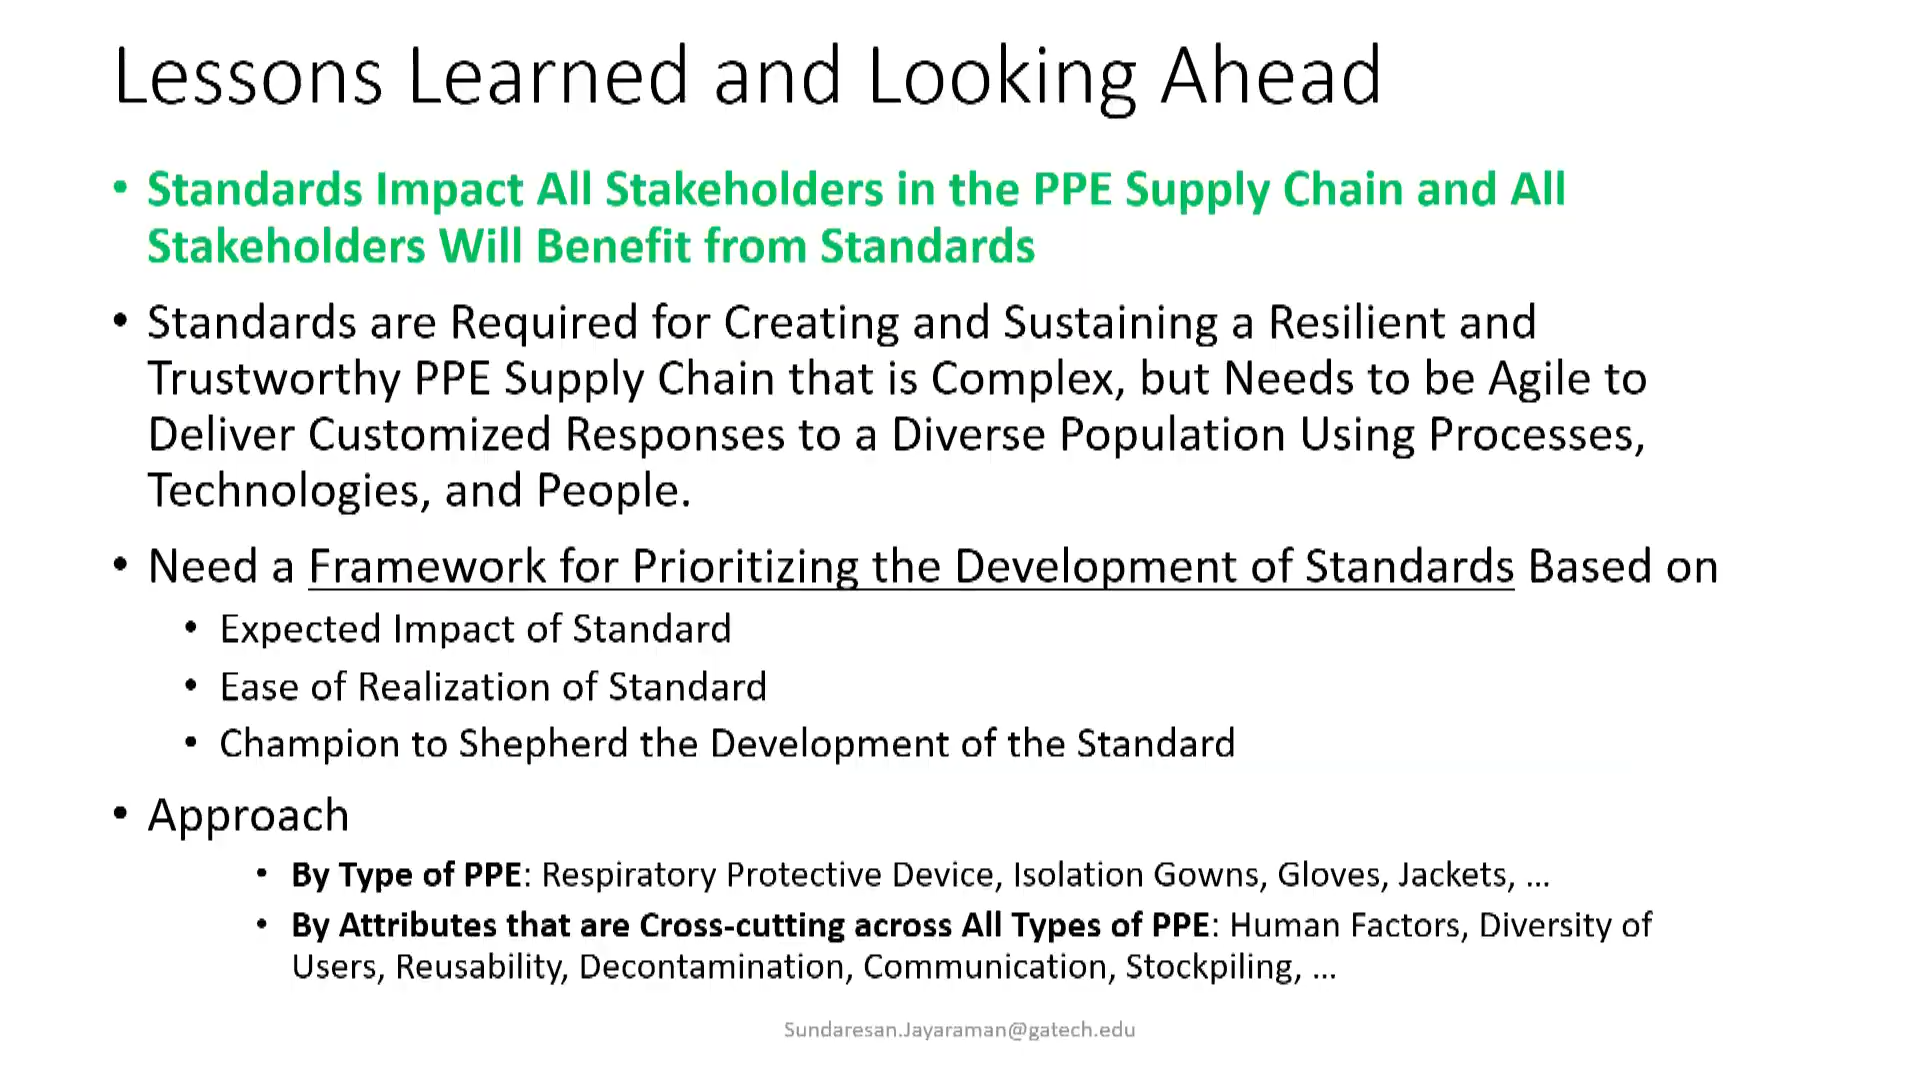 Lessons Learned and Looking Ahead
• Standards Impact All Stakeholders in the PPE Supply Chain and All
Stakeholders Will Benefit from Standards
• Standards are Required for Creating and Sustaining a Resilient and
Trustworthy PPE Supply Chain that is Complex, but Needs to be Agile to
Deliver Customized Responses to a Diverse Population Using Processes,
Technologies, and People.
• Need a Framework for Prioritizing the Development of Standards Based on
• Expected Impact of Standard
• Ease of Realization of Standard
• Champion to Shepherd the Development of the Standard
• Approach
• By Type of PPE: Respiratory Protective Device, Isolation Gowns, Gloves, Jackets, ...
• By Attributes that are Cross-cutting across All Types of PPE: Human Factors, Diversity of
Users, Reusability, Decontamination, Communication, Stockpiling, ...
Sundaresan.Jayaraman@gatech.edu